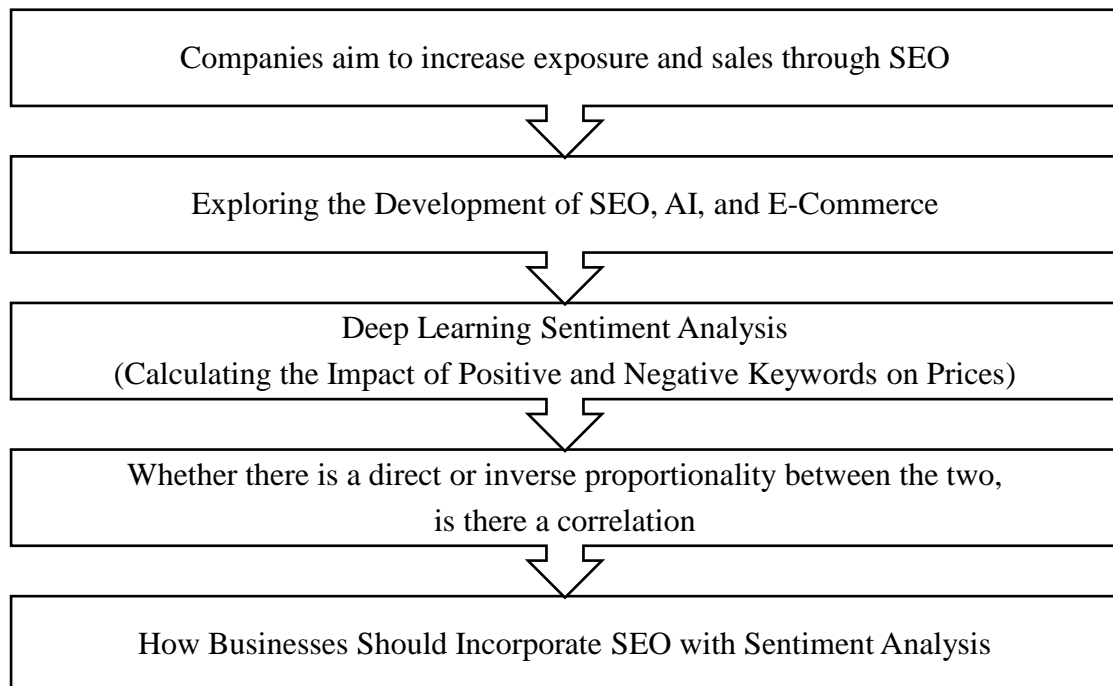 Companies aim to increase exposure and sales through SEO
Exploring the Development of SEO, AI, and E-Commerce
Deep Learning Sentiment Analysis
(Calculating the Impact of Positive and Negative Keywords on Prices)
Whether there is a direct or inverse proportionality between the two,
is there a correlation
How Businesses Should Incorporate SEO with Sentiment Analysis